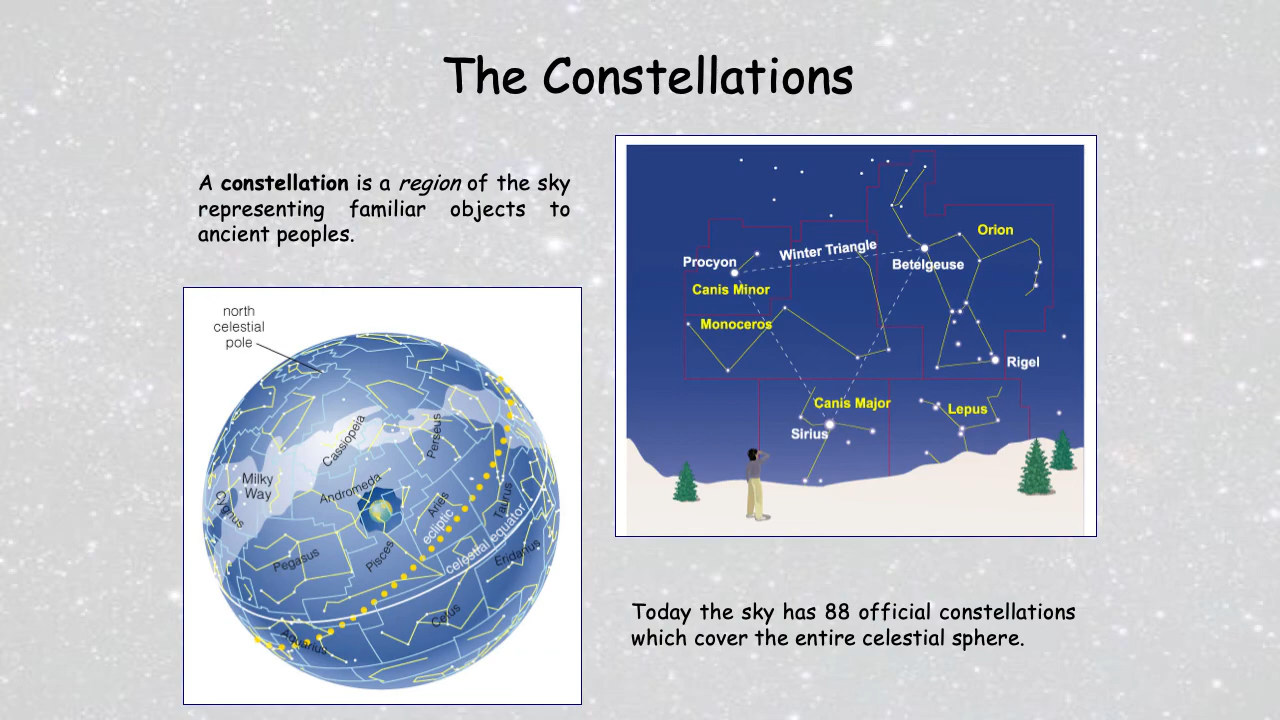 The Constellations
A constellation is a region of the sky
representing familiar objects to
ancient peoples.
north
celestial
pole
Cassiopeia
Perseus
Milky
Way
Cygnus
Andromeda
Aries
Taurus
ecliptic
celestial equator
Pegasus
Pisces
Eridanus
Cetus
Aquarius
Orion
Winter Triangle
Procyon
Betelgeuse
Canis Minor
Monoceros
Rigel
Canis Major
Lepus
Sirius
Today the sky has 88 official constellations
which cover the entire celestial sphere.